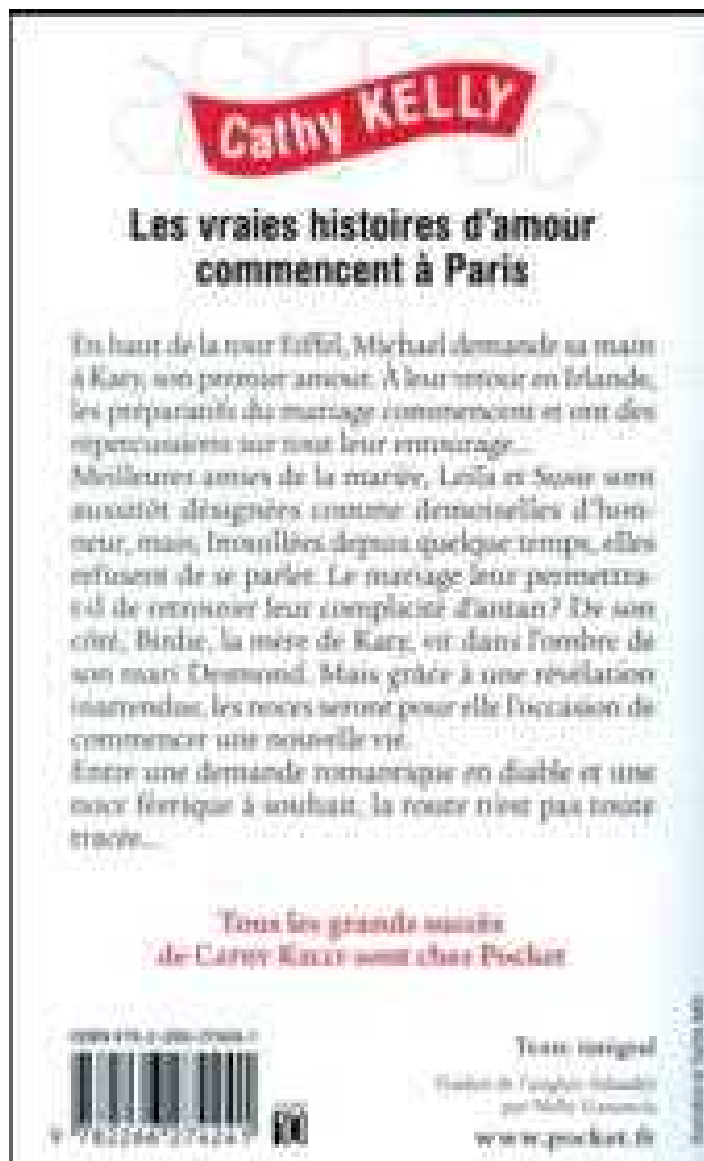 Cathy KELLY
Les vraies histoires d'amour
commencent à Paris
En haut de la tour Eiffel, Michael demande sa main
à Katy, son premier amour. À leur retour en Irlande,
les préparatifs du mariage commencent et ont des
répercussions sur tout leur entourage...
Meilleures amies de la mariée, Leila et Susie sont
aussitôt désignées comme demoiselles d'hon-
neur, mais, brouillées depuis quelque temps, elles
refusent de se parler. Le mariage leur permettra-
t-il de retrouver leur complicité d'antan ? De son
côté, Birdie, la mère de Katy, vit dans l'ombre de
son mari Desmond. Mais grâce à une révélation
inattendue, les noces seront pour elle l'occasion de
commencer une nouvelle vie.
Entre une demande romantique en diable et une
noce féerique à souhait, la route n'est pas toute
tracée...
Tous les grands succès
de Cathy Kelly sont chez Pocket
ISBN
Texte intégral
Traduit de l'anglais (Irlande)
par
www.pocket.fr